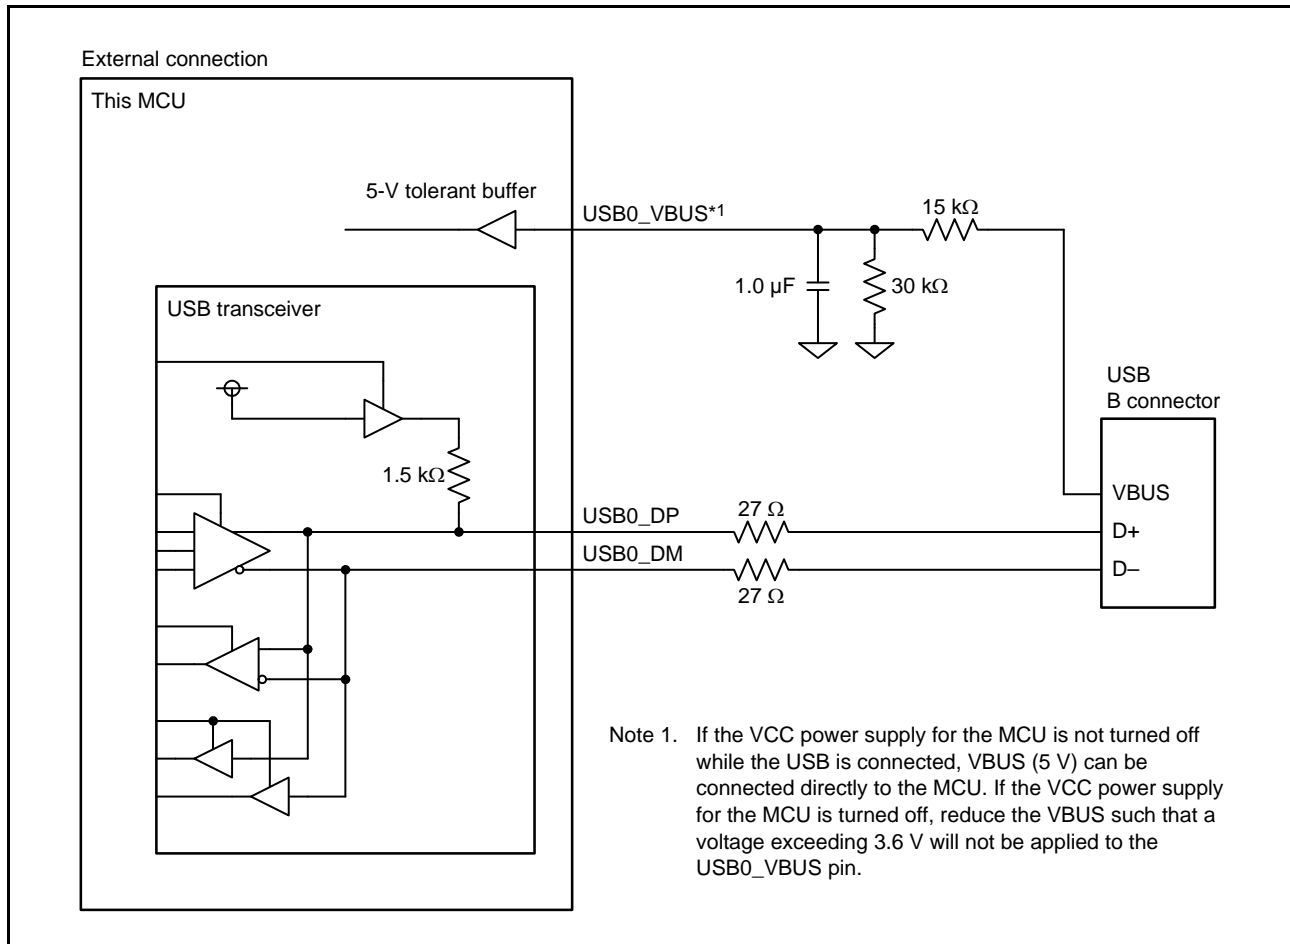 External connection
This MCU
5-V tolerant buffer
USB0_VBUS*1
15 kΩ
1.0 µF
30 kΩ
USB transceiver
USB
B connector
1.5 kΩ
VBUS
USB0_DP
27 Ω
D+
USB0_DM
27 Ω
D–
Note 1. If the VCC power supply for the MCU is not turned off
while the USB is connected, VBUS (5 V) can be
connected directly to the MCU. If the VCC power supply
for the MCU is turned off, reduce the VBUS such that a
voltage exceeding 3.6 V will not be applied to the
USB0_VBUS pin.